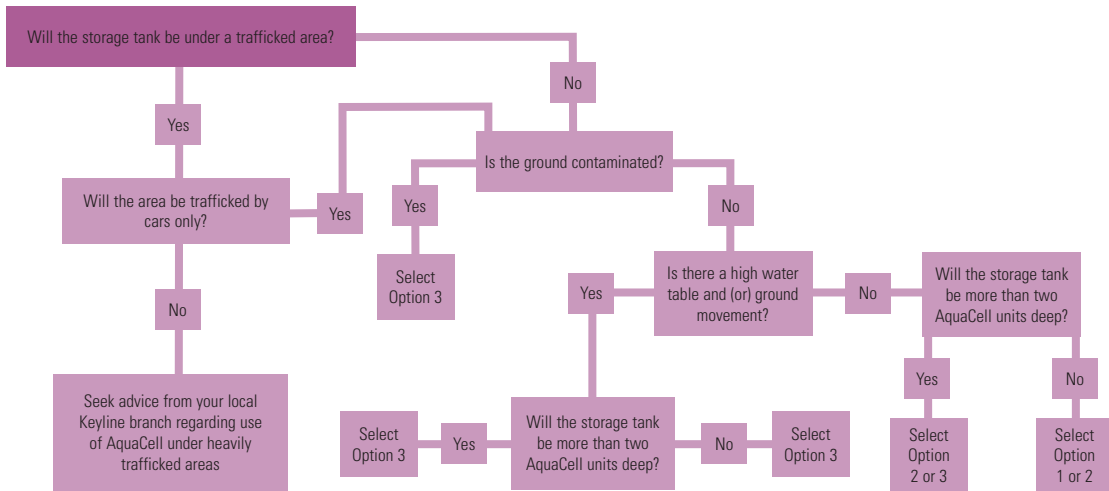 Will the storage tank be under a trafficked area?
No
Yes
Is the ground contaminated?
Will the area be trafficked by
cars only?
Yes
Yes
No
Select
Option 3
Is there a high water
table and (or) ground
movement?
Yes
No
Will the storage tank
be more than two
AquaCell units deep?
No
Yes
No
Seek advice from your local
Keyline branch regarding use
of AquaCell under heavily
trafficked areas
Select
Option 3
Yes
Will the storage tank
be more than two
AquaCell units deep?
No
Select
Option 3
Select
Option
2 or 3
Select
Option
1 or 2